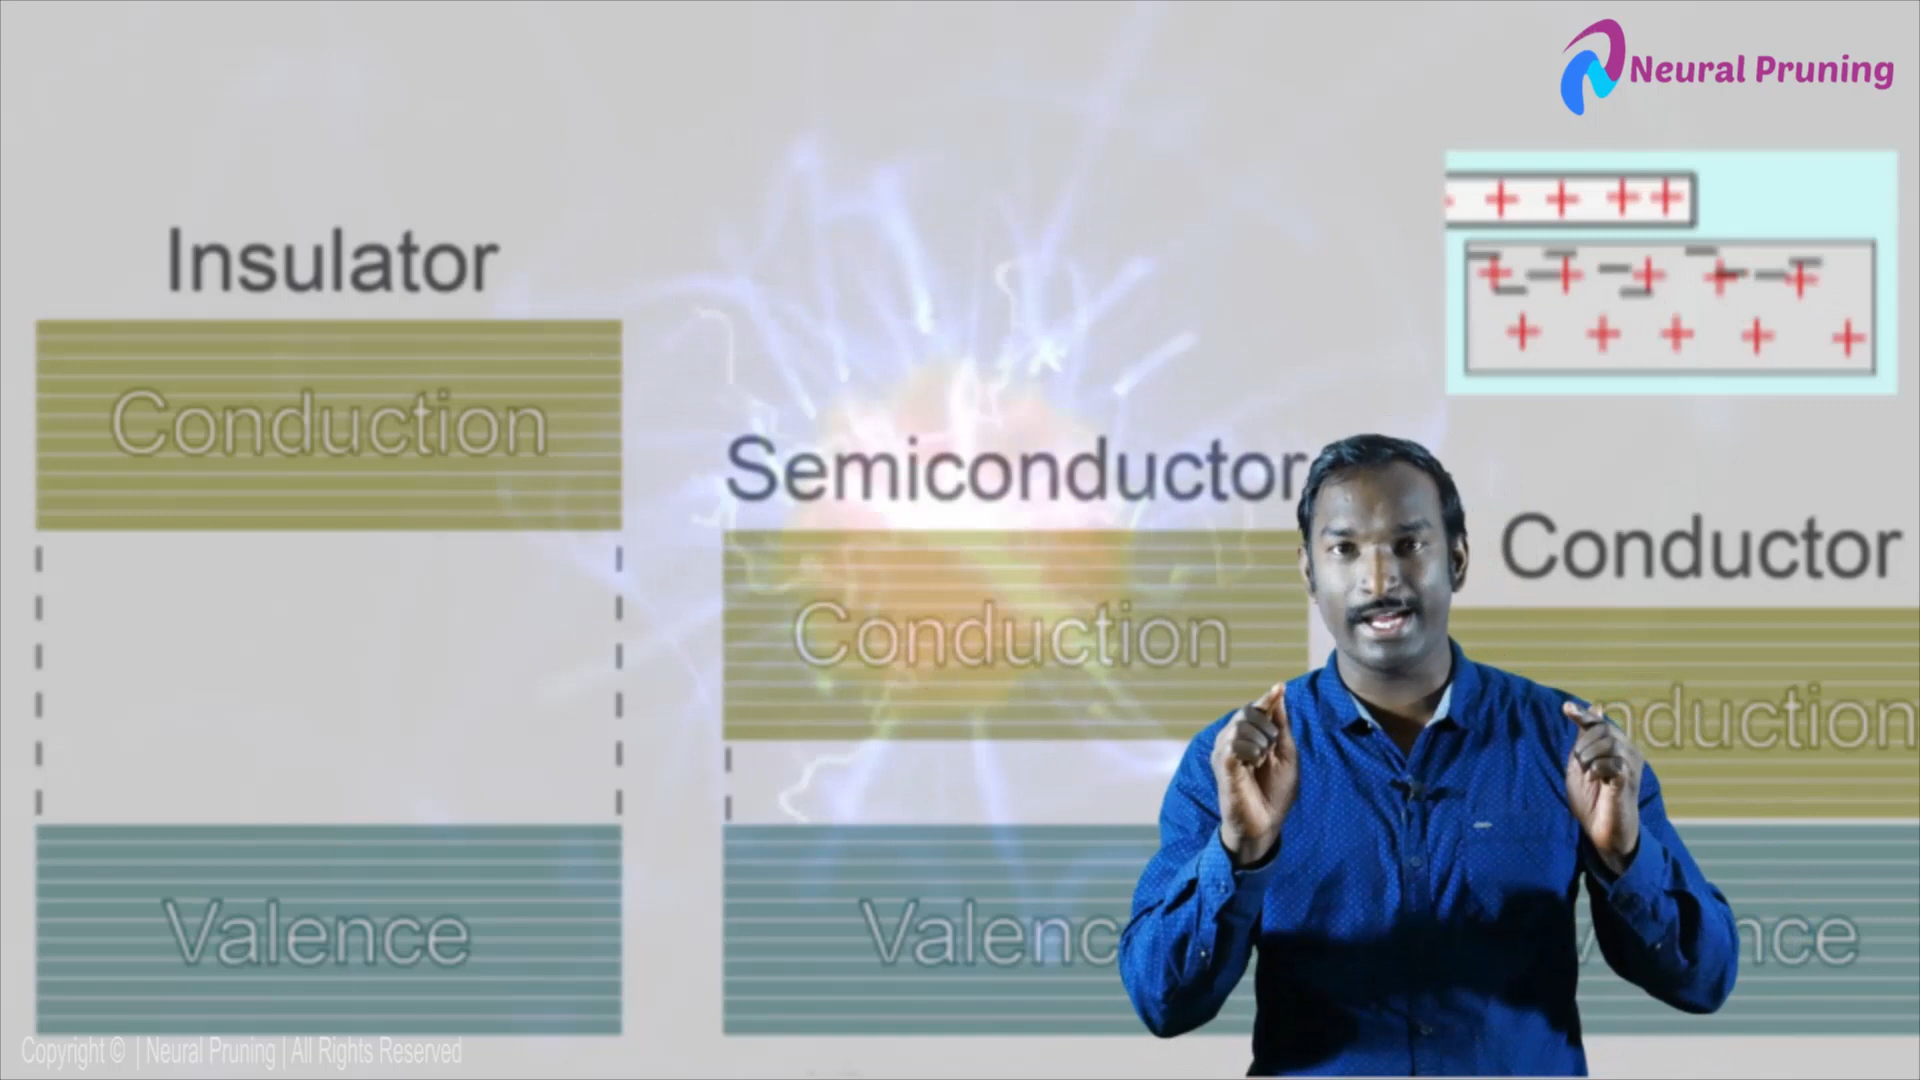 Neural Pruning
Insulator
Conduction
Semiconductor
Conduction
Conductor
nduction
Valence
Valenc
nce
Copyright © | Neural Pruning | All Rights Reserved